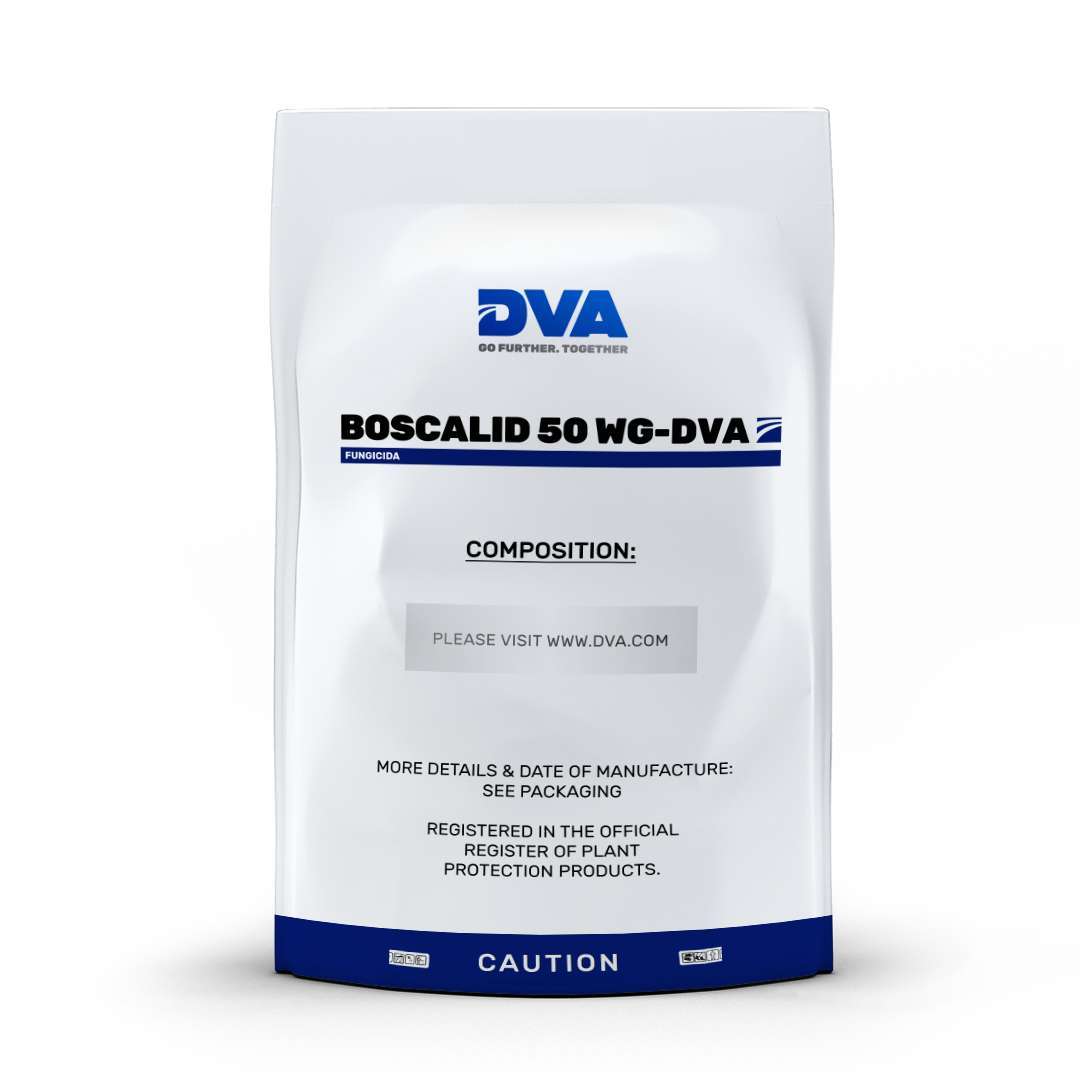 DVA
GO FURTHER. TOGETHER
BOSCALID 50 WG-DVA
FUNGICIDA
COMPOSITION:
PLEASE VISIT WWW.DVA.COM
MORE DETAILS & DATE OF MANUFACTURE:
SEE PACKAGING
REGISTERED IN THE OFFICIAL
REGISTER OF PLANT
PROTECTION PRODUCTS.
CAUTION